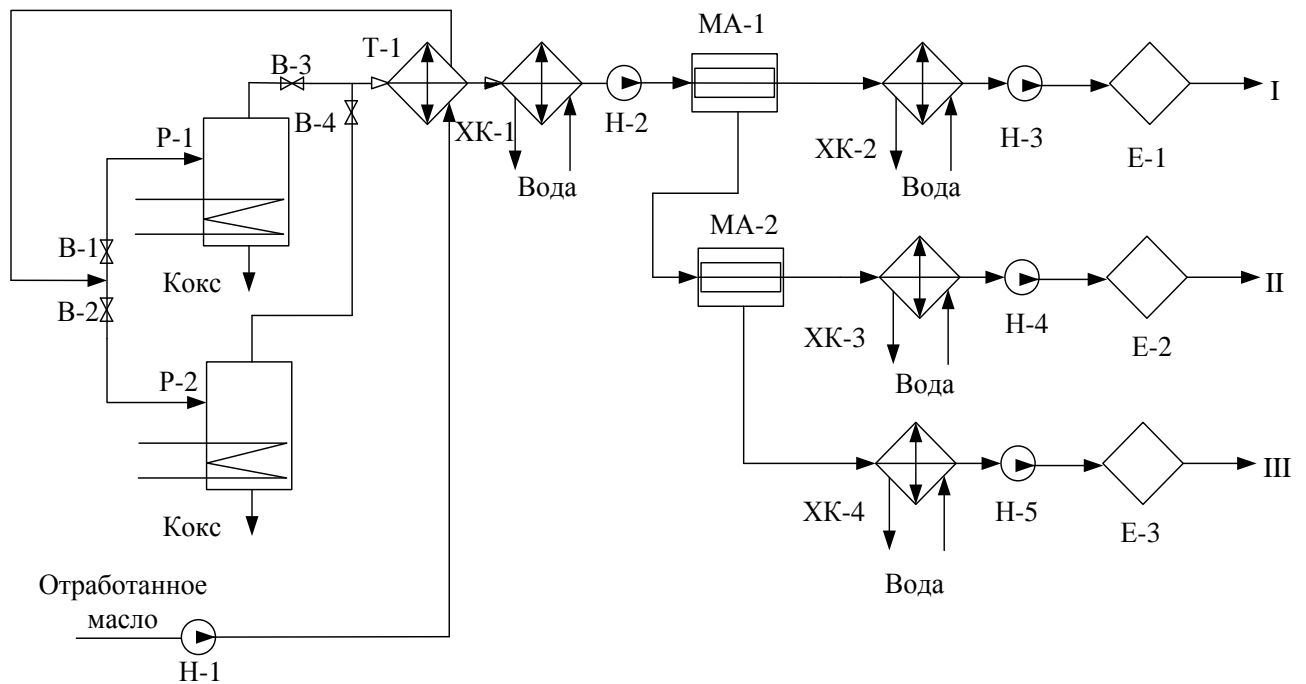 МА-1
Т-1
В-3
I
В-4
Н-2
Н-3
Р-1
ХК-1
ХК-2
Е-1
Вода
Вода
МА-2
В-1
Кокс
II
В-2
Н-4
ХК-3
Е-2
Р-2
Вода
III
ХК-4
Н-5
Е-3
Кокс
Вода
Отработанное
масло
Н-1